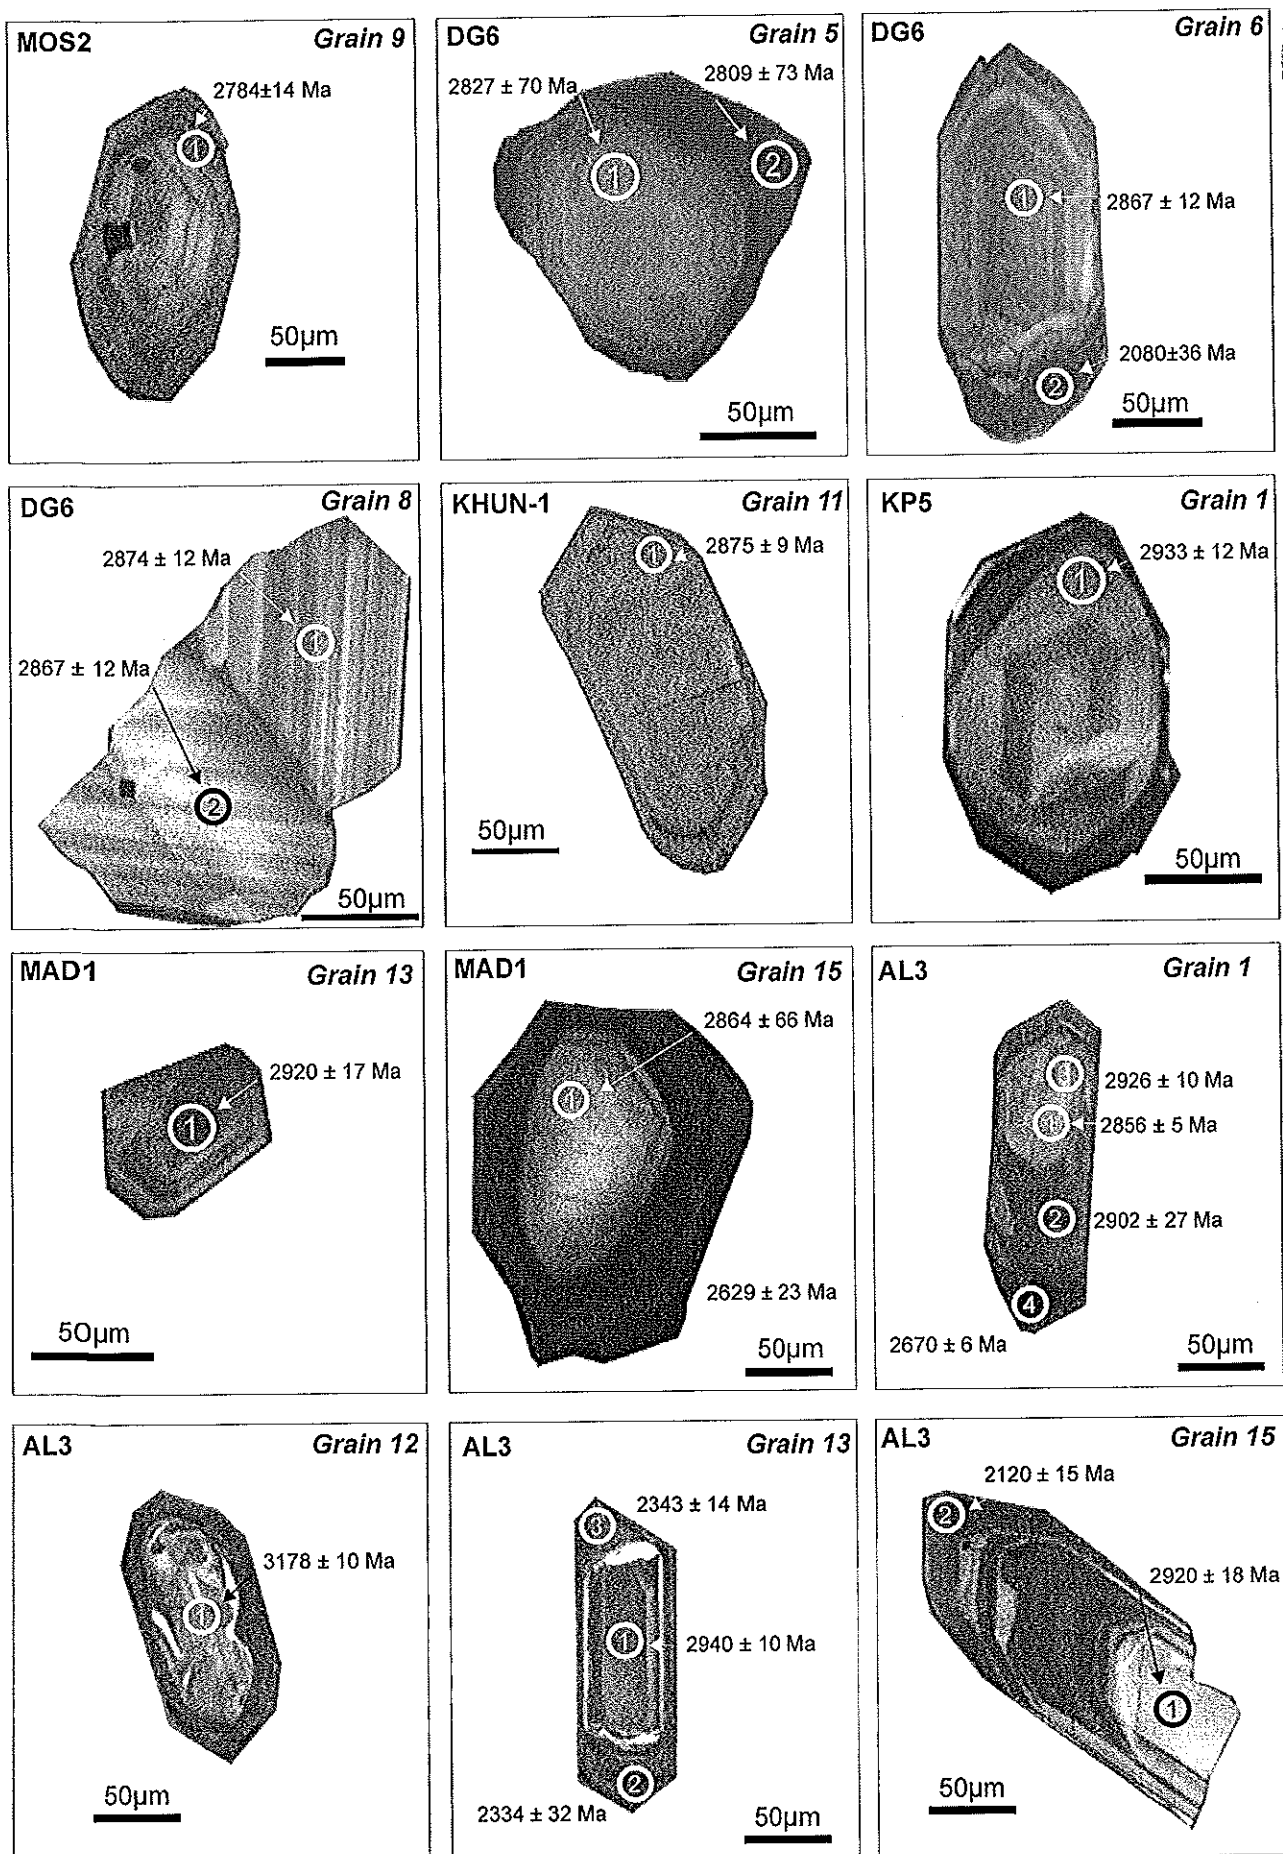 MOS2 Grain 9
2784±14 Ma
1
50µm
DG6 Grain 5
2827 ± 70 Ma 2809 ± 73 Ma
1 2
50µm
DG6 Grain 6
1 2867 ± 12 Ma
2080±36 Ma
2
50µm
DG6 Grain 8
2874 ± 12 Ma
1
2867 ± 12 Ma
2
50µm
KHUN-1 Grain 11
1 2875 ± 9 Ma
50µm
KP5 Grain 1
1 2933 ± 12 Ma
50µm
MAD1 Grain 13
2920 ± 17 Ma
1
50µm
MAD1 Grain 15
2864 ± 66 Ma
1
2629 ± 23 Ma
50µm
AL3 Grain 1
3 2926 ± 10 Ma
1 2856 ± 5 Ma
2 2902 ± 27 Ma
4
2670 ± 6 Ma
50µm
AL3 Grain 12
3178 ± 10 Ma
1
50µm
AL3 Grain 13
2343 ± 14 Ma
3
1 2940 ± 10 Ma
2
2334 ± 32 Ma
50µm
AL3 Grain 15
2120 ± 15 Ma
2
2920 ± 18 Ma
1
50µm